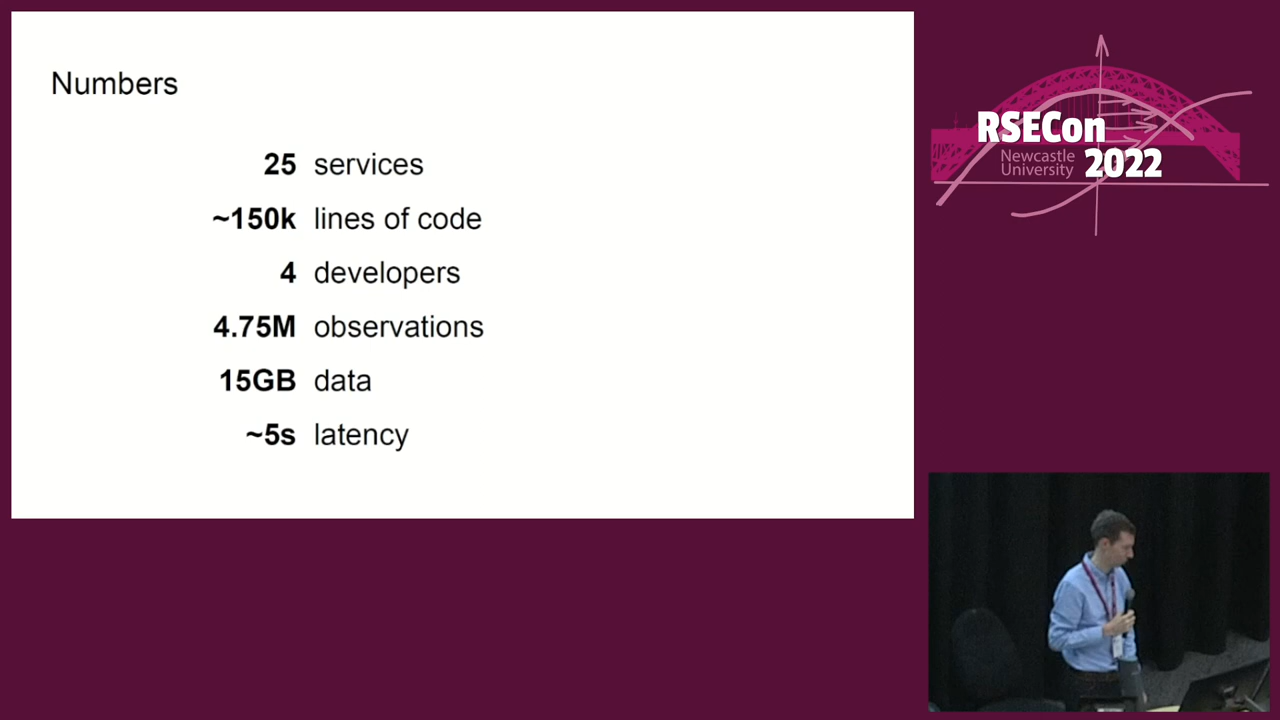 Numbers
25 services
~150k lines of code
4 developers
4.75M observations
15GB data
~5s latency
RSECon
Newcastle
University
2022